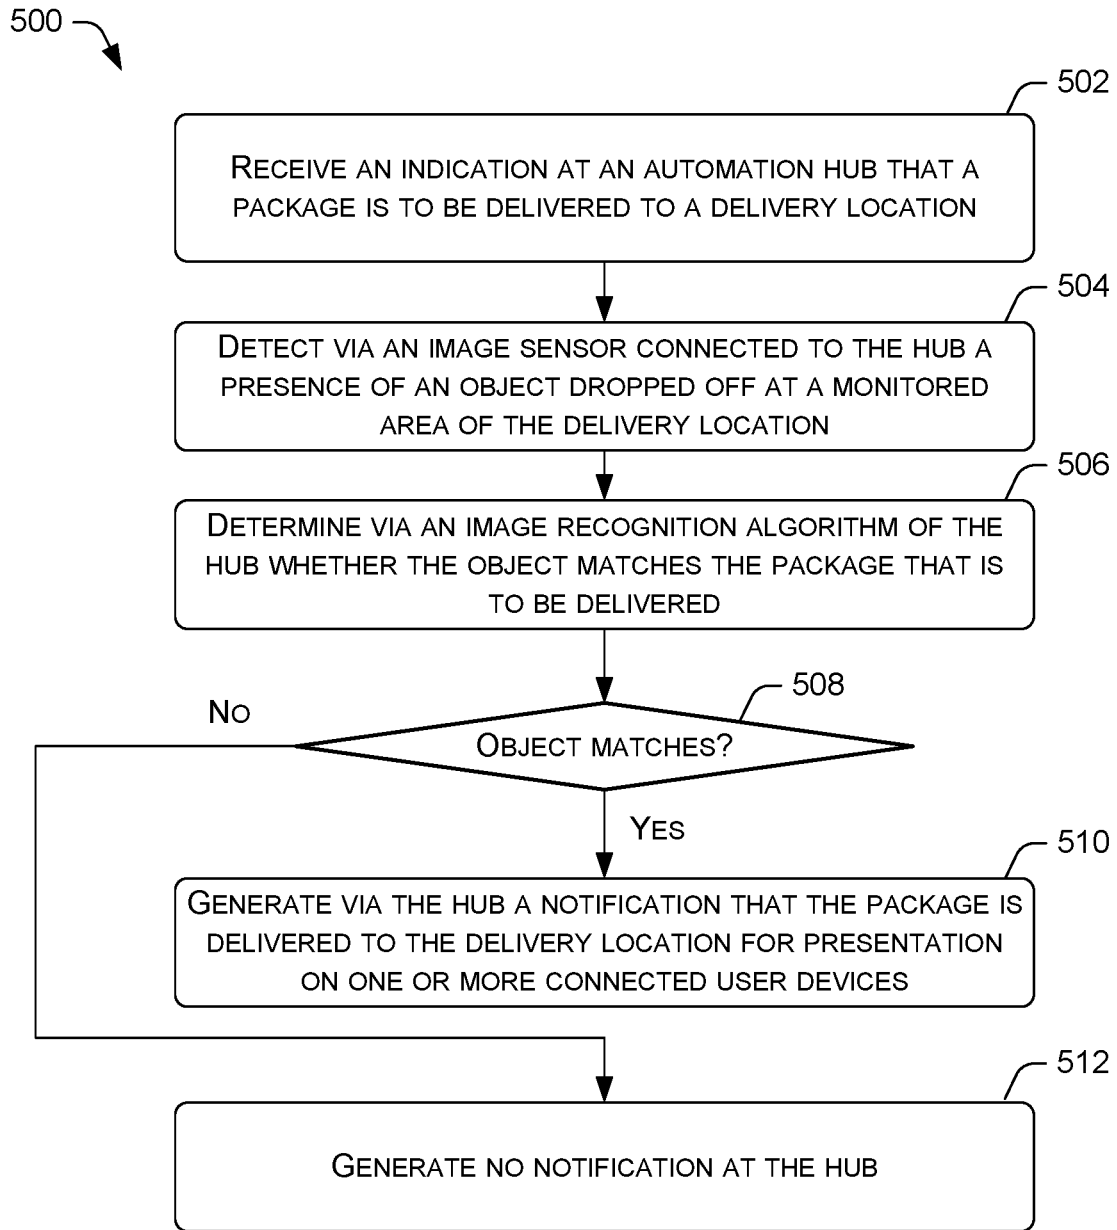 500
502
RECEIVE AN INDICATION AT AN AUTOMATION HUB THAT A
PACKAGE IS TO BE DELIVERED TO A DELIVERY LOCATION
504
DETECT VIA AN IMAGE SENSOR CONNECTED TO THE HUB A
PRESENCE OF AN OBJECT DROPPED OFF AT A MONITORED
AREA OF THE DELIVERY LOCATION
506
DETERMINE VIA AN IMAGE RECOGNITION ALGORITHM OF THE
HUB WHETHER THE OBJECT MATCHES THE PACKAGE THAT IS
TO BE DELIVERED
508
NO
OBJECT MATCHES?
YES
510
GENERATE VIA THE HUB A NOTIFICATION THAT THE PACKAGE IS
DELIVERED TO THE DELIVERY LOCATION FOR PRESENTATION
ON ONE OR MORE CONNECTED USER DEVICES
512
GENERATE NO NOTIFICATION AT THE HUB